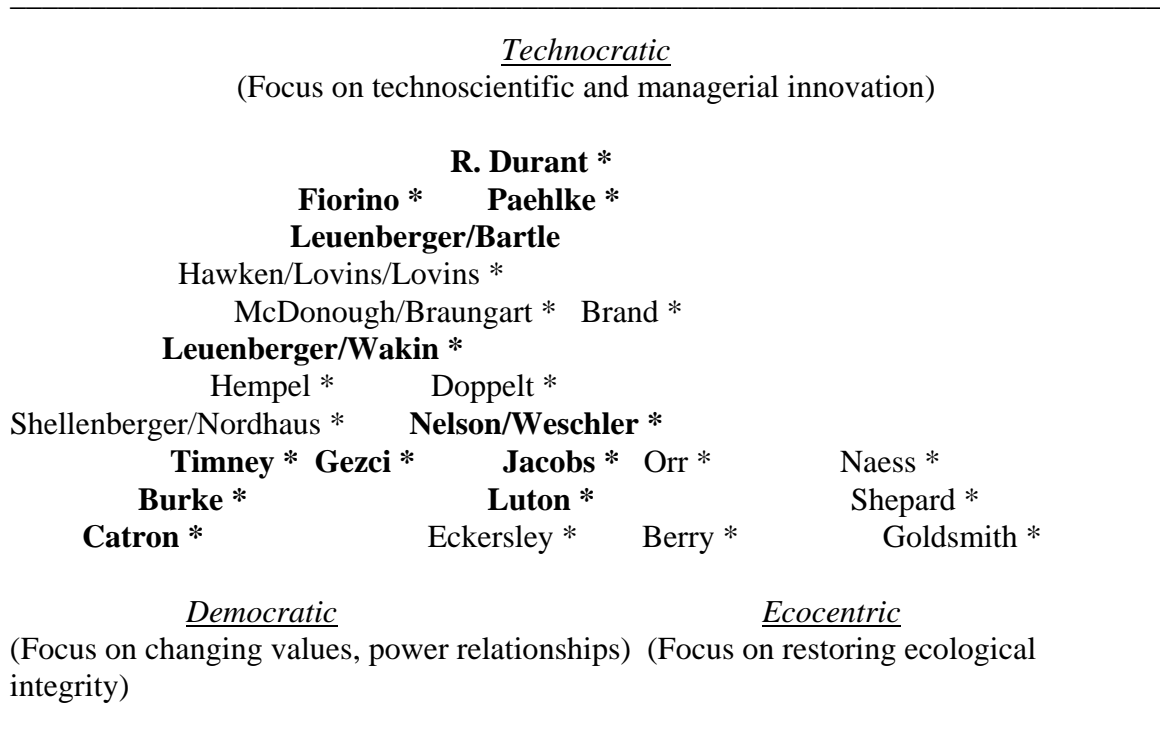 Technocratic
(Focus on technoscientific and managerial innovation)
R. Durant *
Fiorino * Paehlke *
Leuenberger/Bartle
Hawken/Lovins/Lovins *
McDonough/Braungart * Brand *
Leuenberger/Wakin *
Hempel * Doppelt *
Shellenberger/Nordhaus * Nelson/Weschler *
Timney * Gezci * Jacobs * Orr * Naess *
Burke * Luton * Shepard *
Catron * Eckersley * Berry * Goldsmith *
Democratic Ecocentric
(Focus on changing values, power relationships) (Focus on restoring ecological
integrity)